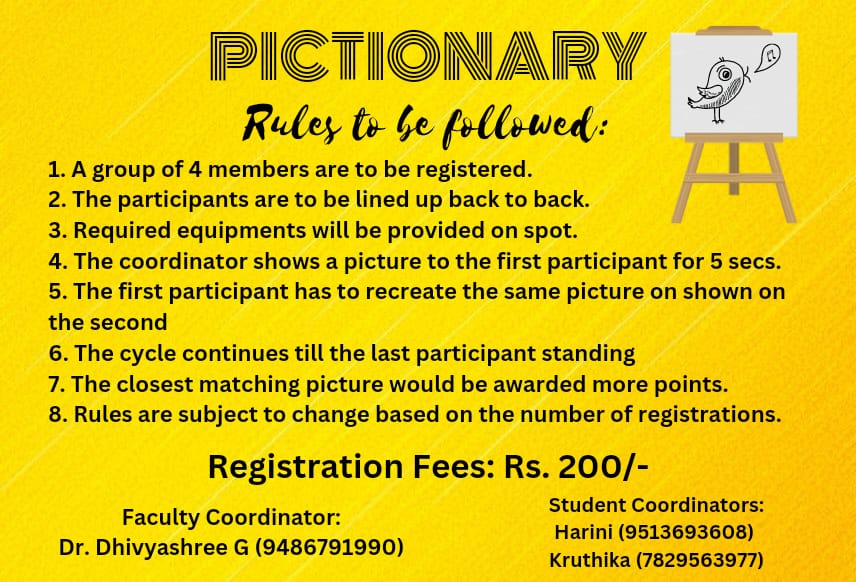 PICTIONARY
Rules to be followed:
1. A group of 4 members are to be registered.
2. The participants are to be lined up back to back.
3. Required equipments will be provided on spot.
4. The coordinator shows a picture to the first participant for 5 secs.
5. The first participant has to recreate the same picture on shown on
the second
6. The cycle continues till the last participant standing
7. The closest matching picture would be awarded more points.
8. Rules are subject to change based on the number of registrations.
Registration Fees: Rs. 200/-
Faculty Coordinator:
Dr. Dhivyashree G (9486791990)
Student Coordinators:
Harini (9513693608)
Kruthika (7829563977)